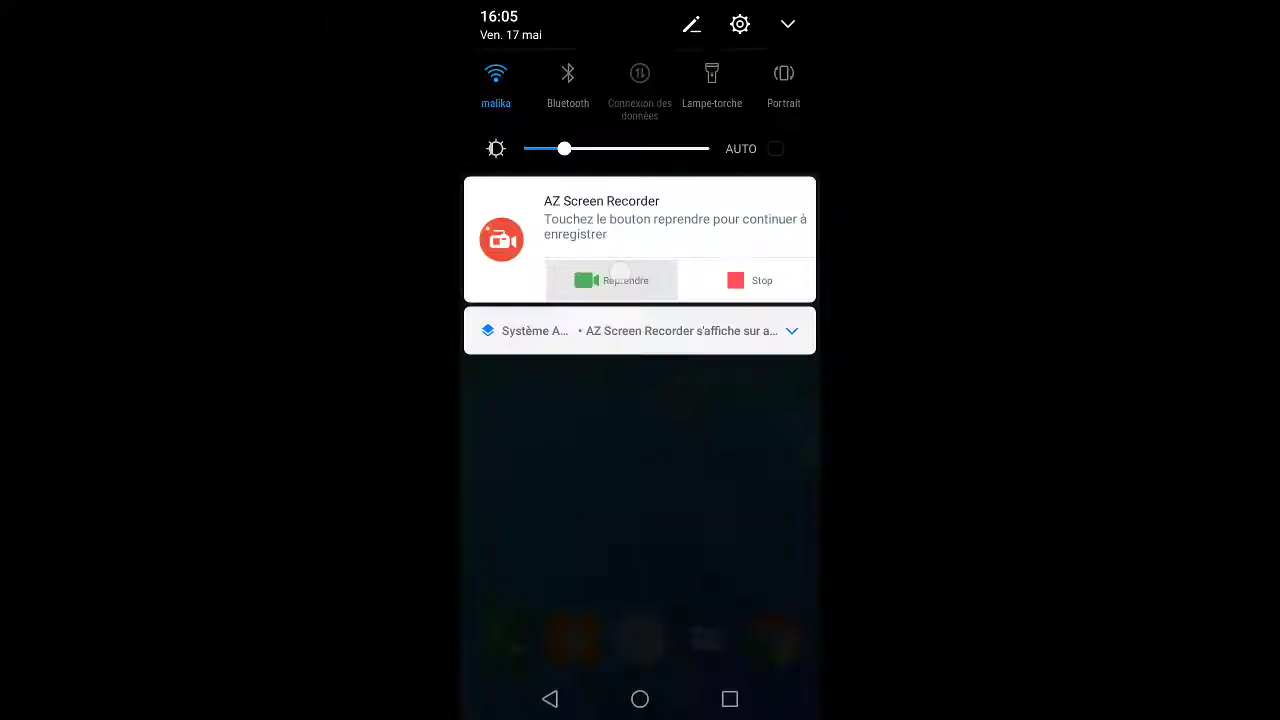 16:05
Ven. 17 mai
malika
Bluetooth
Connexion des
données
Lampe-torche
Portrait
AUTO
AZ Screen Recorder
Touchez le bouton reprendre pour continuer à
enregistrer
Reprendre
Stop
Système A... • AZ Screen Recorder s'affiche sur a...